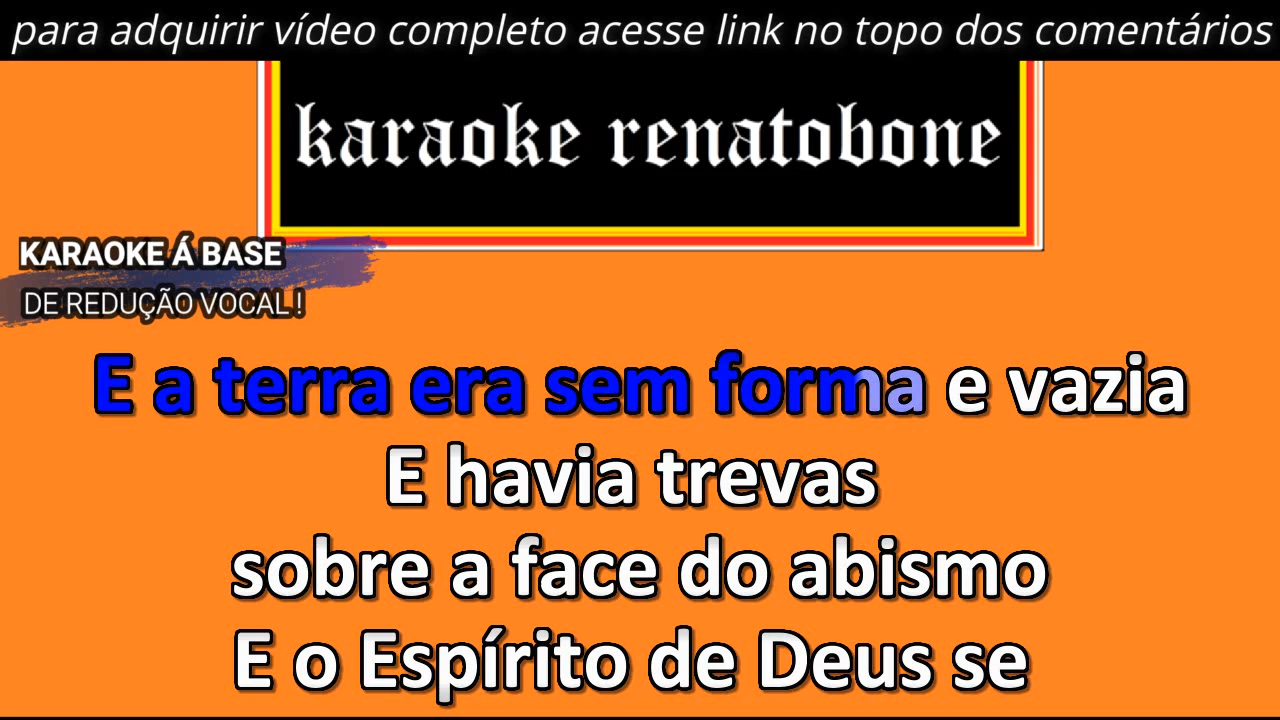 para adquirir vídeo completo acesse link no topo dos comentários
karaoke renatobone
KARAOKE Á BASE
DE REDUÇÃO VOCAL !
E a terra era sem forma e vazia
E havia trevas
sobre a face do abismo
E o Espírito de Deus se